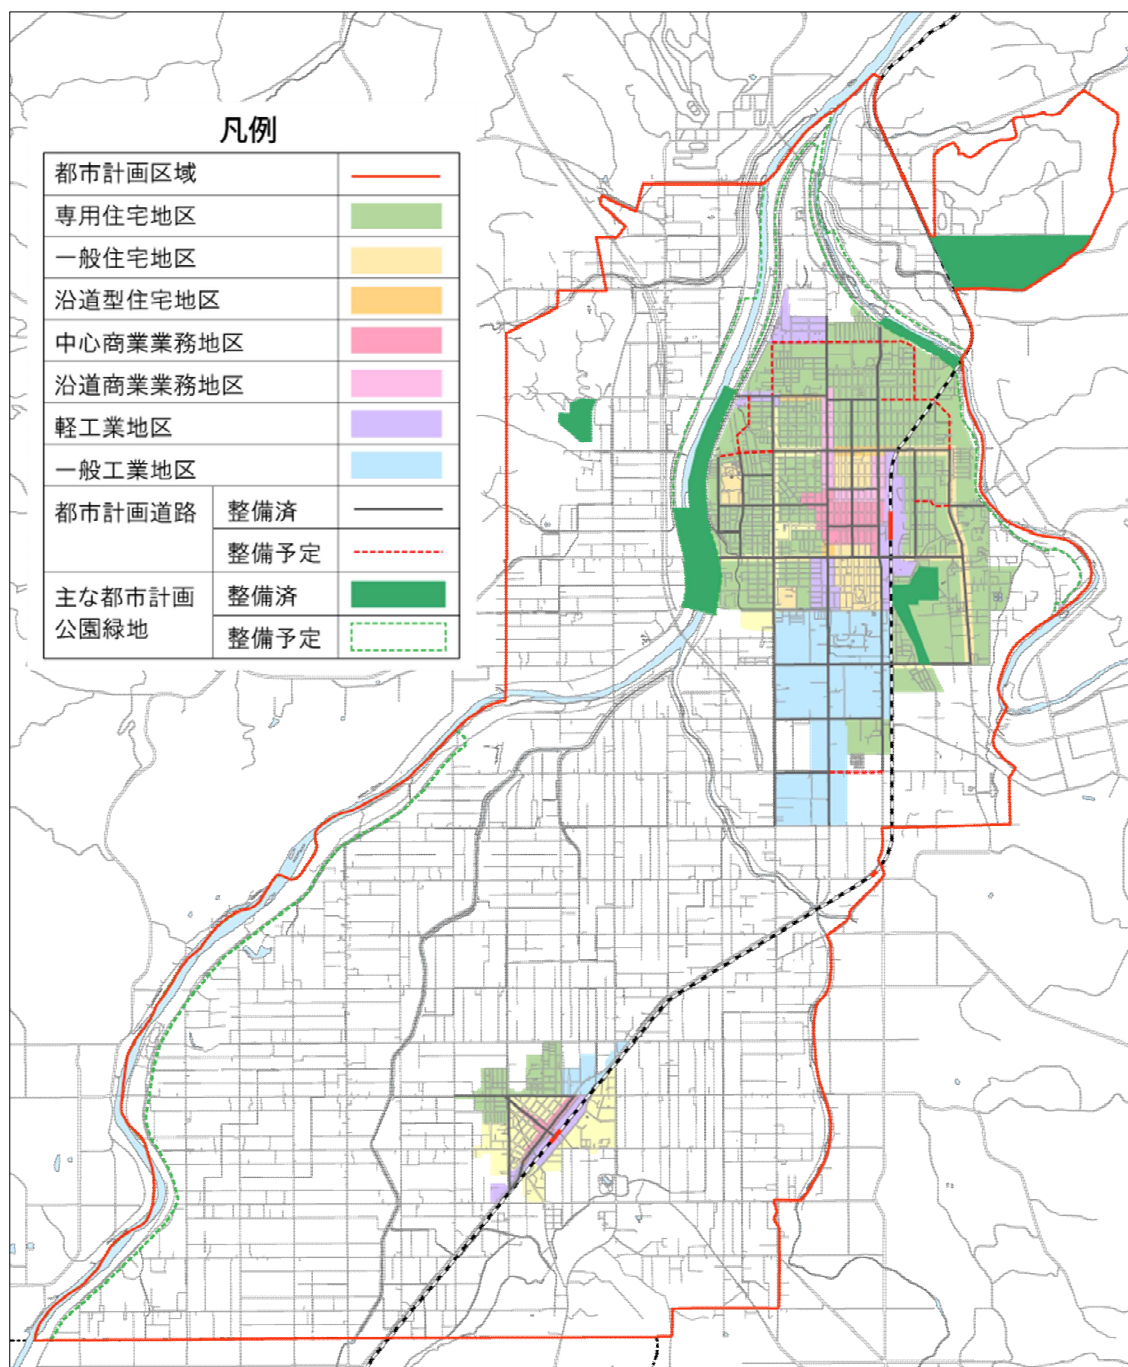 凡例
都市計画区域
専用住宅地区
一般住宅地区
沿道型住宅地区
中心商業業務地区
沿道商業業務地区
軽工業地区
一般工業地区
都市計画道路 整備済
整備予定
主な都市計画 整備済
公園緑地 整備予定